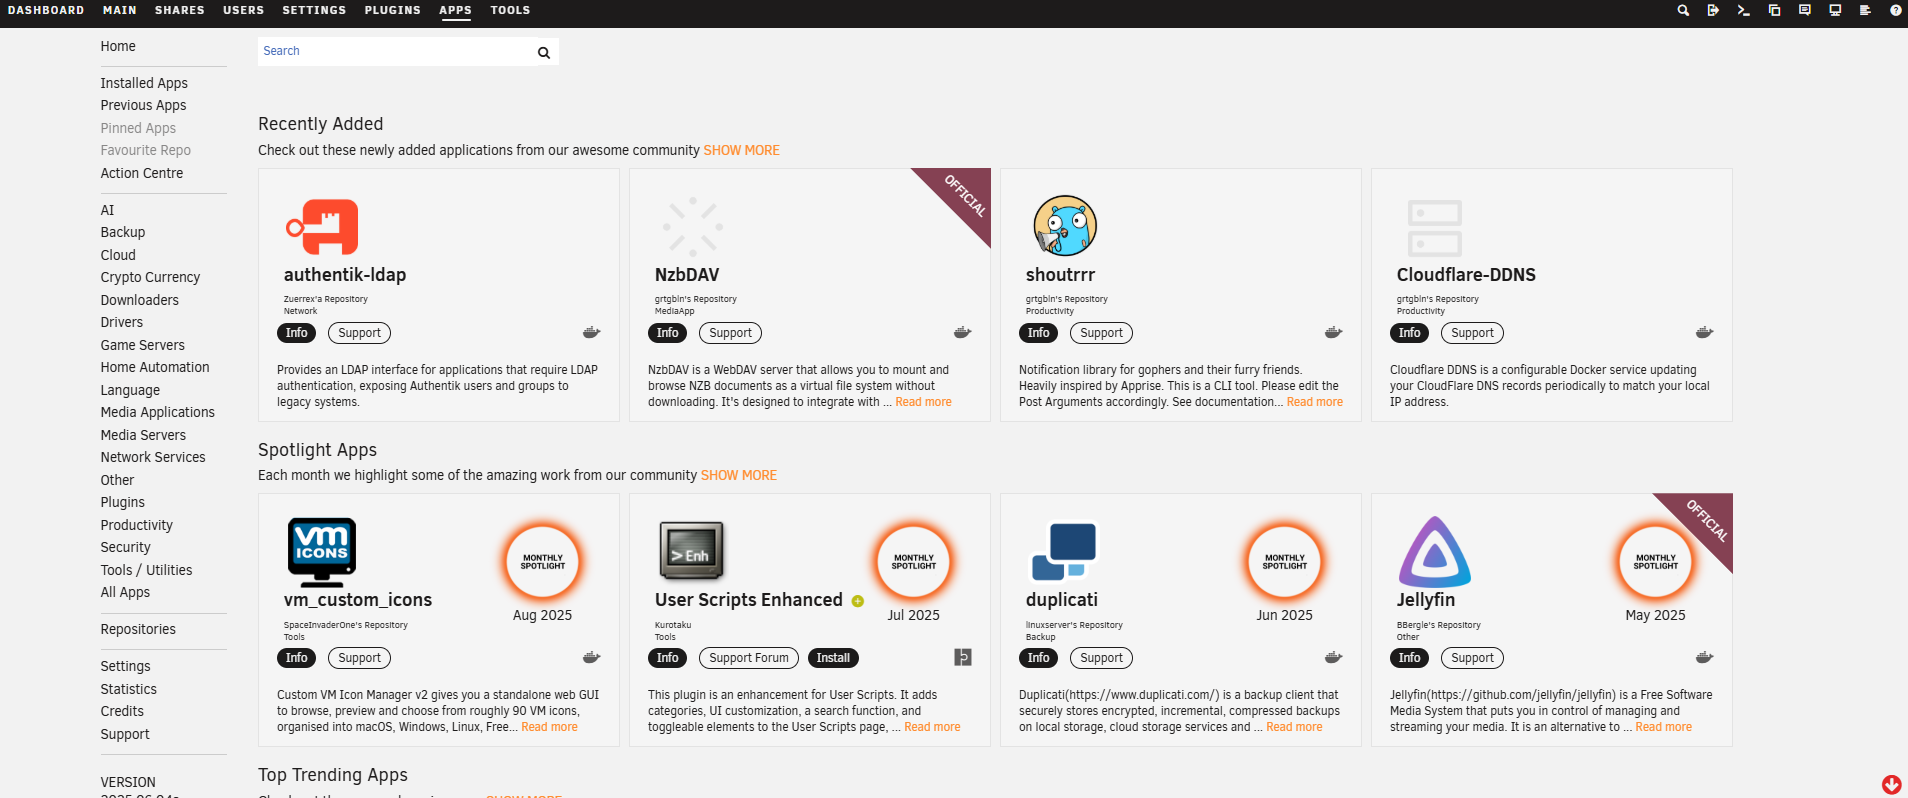 DASHBOARD MAIN SHARES USERS SETTINGS PLUGINS APPS TOOLS
Home
Installed Apps
Previous Apps
Pinned Apps
Favourite Repo
Action Centre
AI
Backup
Cloud
Crypto Currency
Downloaders
Drivers
Game Servers
Home Automation
Language
Media Applications
Media Servers
Network Services
Other
Plugins
Productivity
Security
Tools / Utilities
All Apps
Repositories
Settings
Statistics
Credits
Support
VERSION
Search
Recently Added
Check out these newly added applications from our awesome community SHOW MORE
authentik-ldap
Zuerrex'a Repository
Network
Info Support
Provides an LDAP interface for applications that require LDAP
authentication, exposing Authentik users and groups to
legacy systems.
OFFICIAL
NzbDAV
grtgbln's Repository
MediaApp
Info Support
NzbDAV is a WebDAV server that allows you to mount and
browse NZB documents as a virtual file system without
downloading. It's designed to integrate with ... Read more
shoutrrr
grtgbln's Repository
Productivity
Info Support
Notification library for gophers and their furry friends.
Heavily inspired by Apprise. This is a CLI tool. Please edit the
Post Arguments accordingly. See documentation... Read more
Cloudflare-DDNS
grtgbln's Repository
Productivity
Info Support
Cloudflare DDNS is a configurable Docker service updating
your CloudFlare DNS records periodically to match your local
IP address.
Spotlight Apps
Each month we highlight some of the amazing work from our community SHOW MORE
vm
ICONS
MONTHLY
SPOTLIGHT
Aug 2025
vm_custom_icons
SpaceInvaderOne's Repository
Tools
Info Support
Custom VM Icon Manager v2 gives you a standalone web GUI
to browse, preview and choose from roughly 90 VM icons,
organised into macOS, Windows, Linux, Free... Read more
>Enh
MONTHLY
SPOTLIGHT
Jul 2025
User Scripts Enhanced
Kurotaku
Tools
Info Support Forum Install
This plugin is an enhancement for User Scripts. It adds
categories, UI customization, a search function, and
toggleable elements to the User Scripts page, ... Read more
MONTHLY
SPOTLIGHT
Jun 2025
duplicati
linuxserver's Repository
Backup
Info Support
Duplicati(https://www.duplicati.com/) is a backup client that
securely stores encrypted, incremental, compressed backups
on local storage, cloud storage services and ... Read more
OFFICIAL
MONTHLY
SPOTLIGHT
May 2025
Jellyfin
BBergle's Repository
Other
Info Support
Jellyfin(https://github.com/jellyfin/jellyfin) is a Free Software
Media System that puts you in control of managing and
streaming your media. It is an alternative to ... Read more
Top Trending Apps